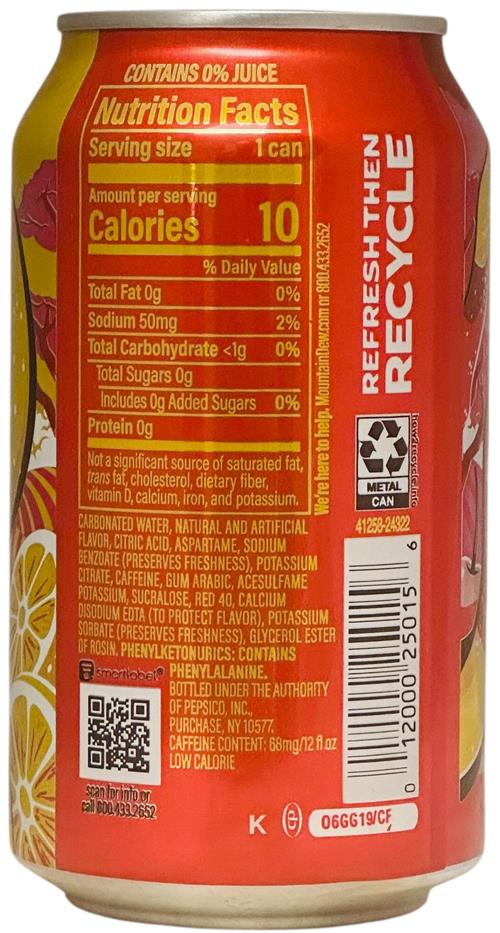 CONTAINS 0% JUICE
Nutrition Facts
Serving size 1 can
Amount per serving
Calories 10
% Daily Value
Total Fat 0g 0%
Sodium 50mg 2%
Total Carbohydrate <1g 0%
Total Sugars 0g
Includes 0g Added Sugars 0%
Protein 0g
Not a significant source of saturated fat,
trans fat, cholesterol, dietary fiber,
vitamin D, calcium, iron, and potassium.
We're here to help. MountainDew.com or 800.433.2652
CARBONATED WATER, NATURAL AND ARTIFICIAL
FLAVOR, CITRIC ACID, ASPARTAME, SODIUM
BENZOATE (PRESERVES FRESHNESS), POTASSIUM
CITRATE, CAFFEINE, GUM ARABIC, ACESULFAME
POTASSIUM, SUCRALOSE, RED 40, CALCIUM
DISODIUM EDTA (TO PROTECT FLAVOR), POTASSIUM
SORBATE (PRESERVES FRESHNESS), GLYCEROL ESTER
OF ROSIN. PHENYLKETONURICS: CONTAINS
PHENYLALANINE.
smartlabel®
BOTTLED UNDER THE AUTHORITY
OF PEPSICO, INC.,
PURCHASE, NY 10577.
CAFFEINE CONTENT: 68mg/12 fl oz
LOW CALORIE
scan for info or
call 800.433.2652
REFRESH THEN
RECYCLE
how2recycle.info
METAL
CAN
41258-24322
0 12000 25015 6
K
06GG19/CF